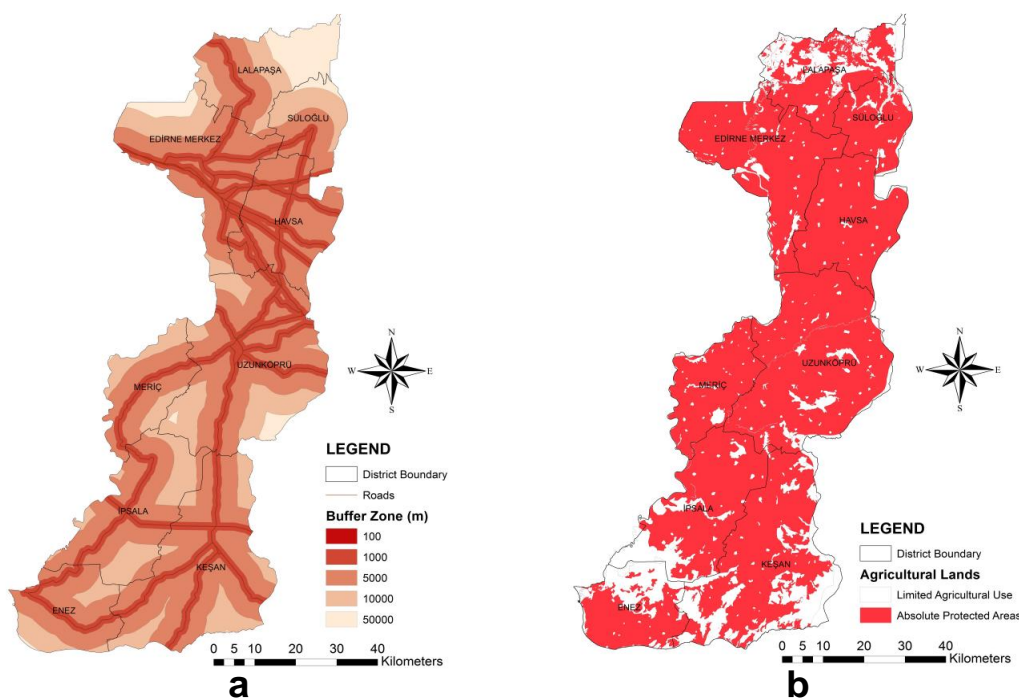 LALAPAŞA
SÜLOĞLU
EDİRNE MERKEZ
HAVSA
UZUNKÖPRÜ
MERİÇ
İPSALA
KEŞAN
ENEZ
N
W E
S
LEGEND
District Boundary
Roads
Buffer Zone (m)
100
1000
5000
10000
50000
0 5 10 20 30 40
Kilometers
a
LALAPAŞA
SÜLOĞLU
EDİRNE MERKEZ
HAVSA
UZUNKÖPRÜ
MERİÇ
İPSALA
KEŞAN
ENEZ
N
W E
S
LEGEND
District Boundary
Agricultural Lands
Limited Agricultural Use
Absolute Protected Areas
0 5 10 20 30 40
Kilometers
b